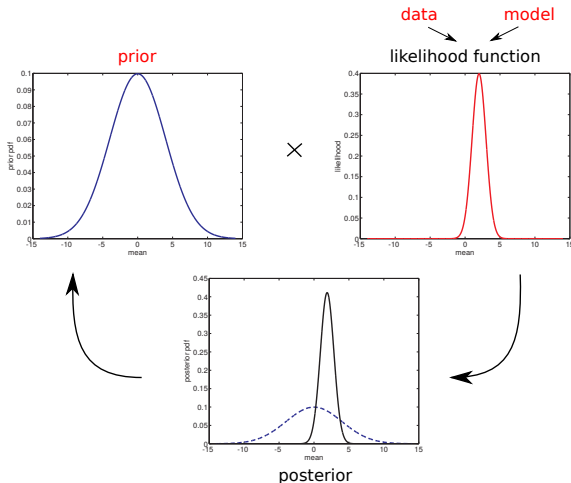 data model
prior likelihood function
0.1
0.09
0.08
0.07
0.06
0.05
0.04
0.03
0.02
0.01
0
prior pdf
-15 -10 -5 0 5 10 15
mean
×
0.4
0.35
0.3
0.25
0.2
0.15
0.1
0.05
0
likelihood
-15 -10 -5 0 5 10 15
mean
0.45
0.4
0.35
0.3
0.25
0.2
0.15
0.1
0.05
0
posterior pdf
-15 -10 -5 0 5 10 15
mean
posterior